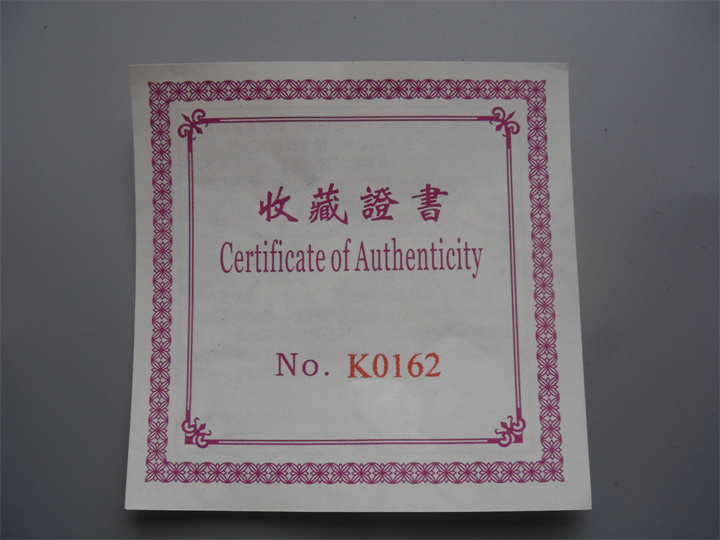 收藏證書
Certificate of Authenticity
No. K0162